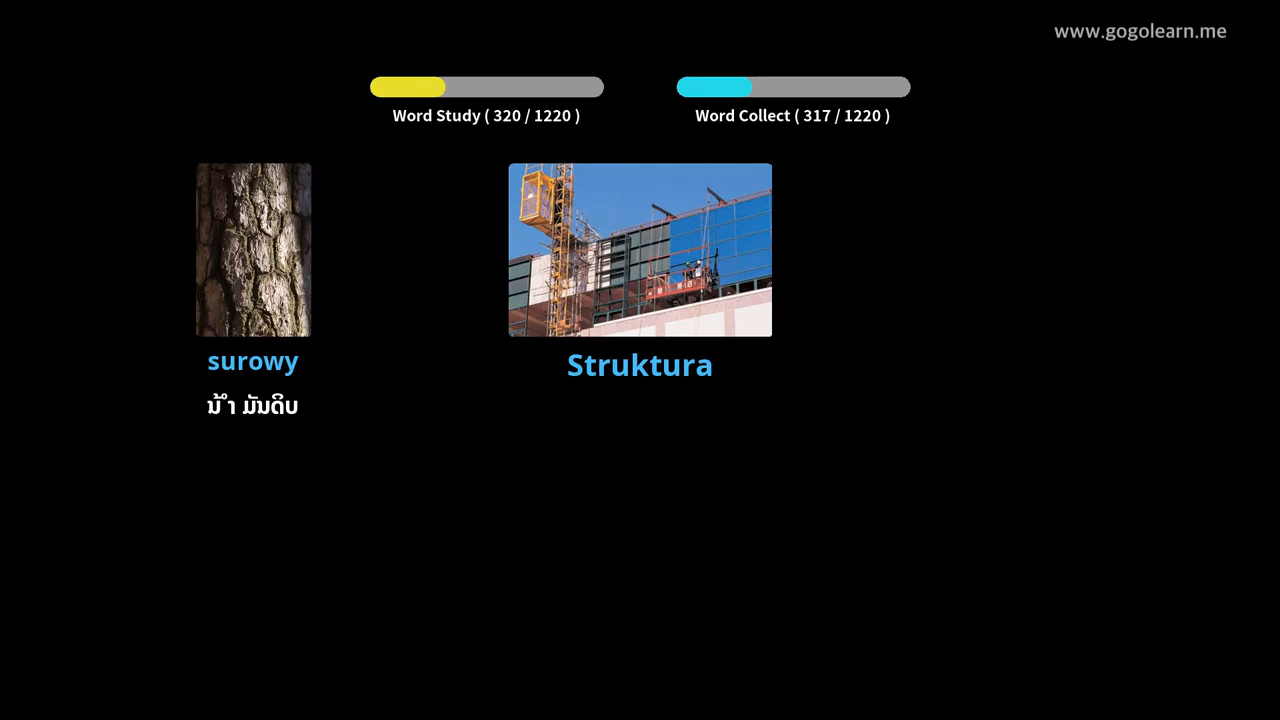 www.gogolearn.me
Word Study ( 320 / 1220 )
Word Collect ( 317 / 1220 )
surowy
Struktura
ນ້ ຳ ມັນດິບ